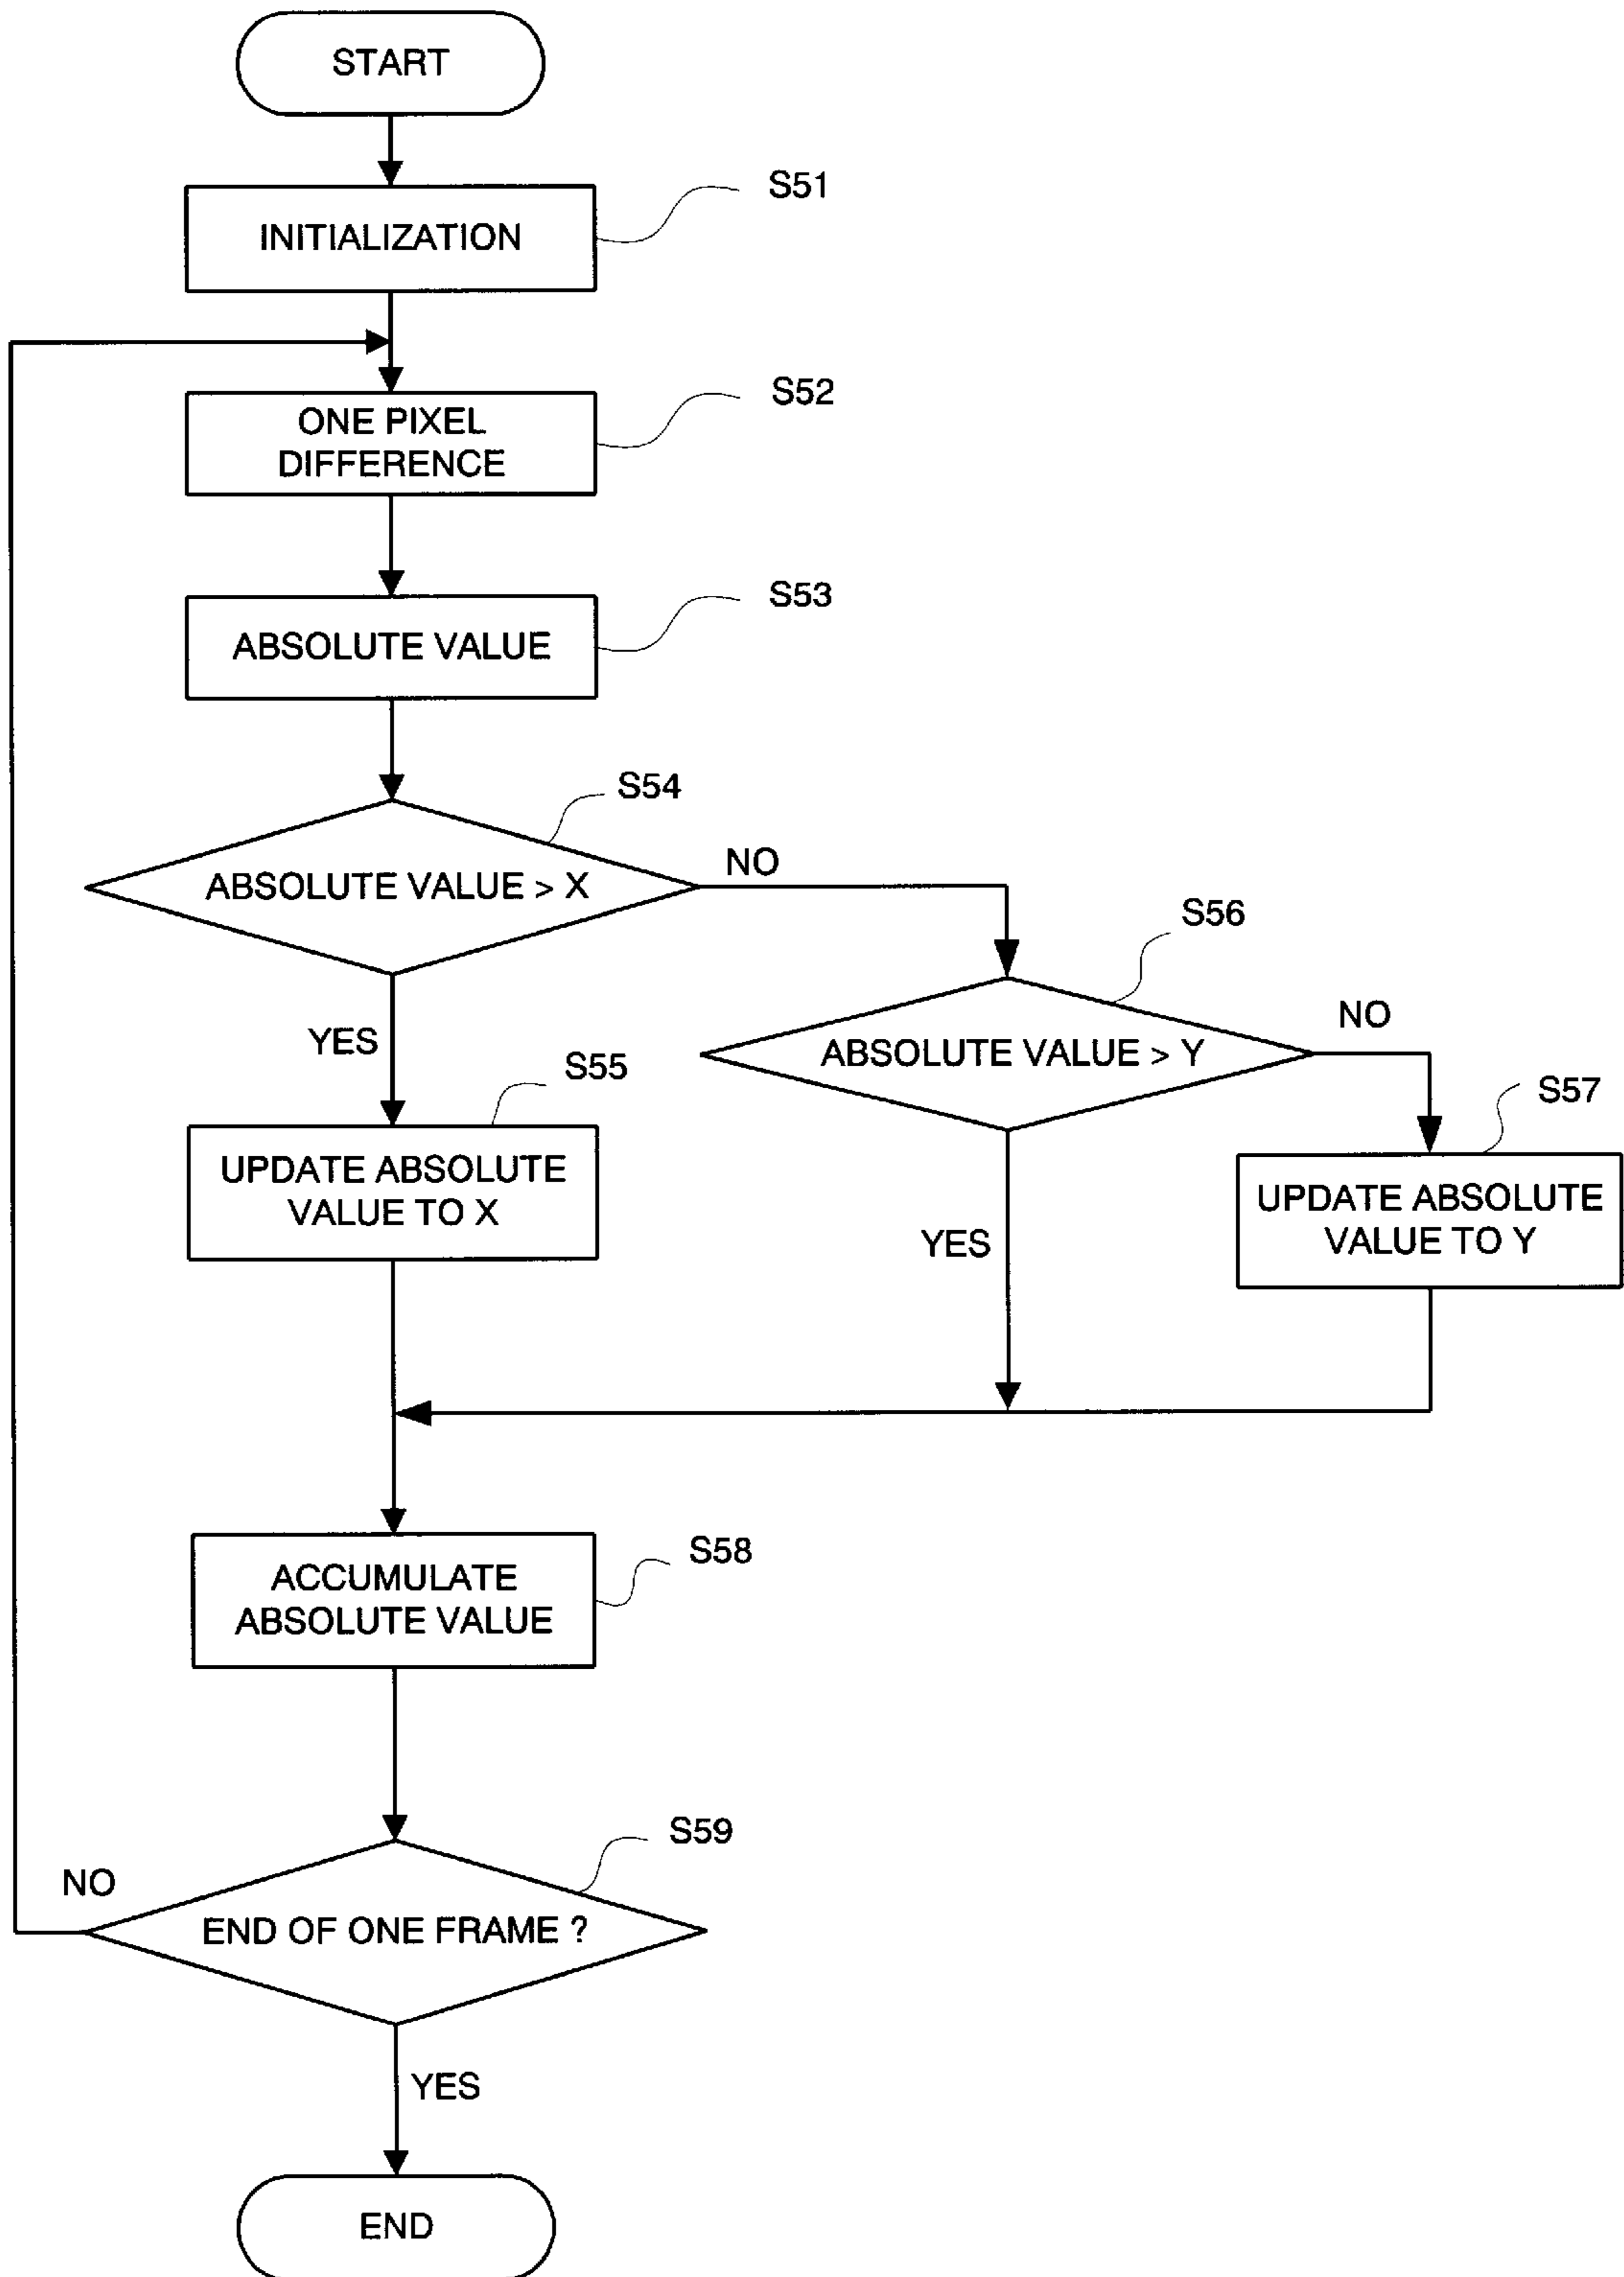 START
S51
INITIALIZATION
S52
ONE PIXEL
DIFFERENCE
S53
ABSOLUTE VALUE
S54
ABSOLUTE VALUE > X
NO
S56
ABSOLUTE VALUE > Y
NO
YES
S55
UPDATE ABSOLUTE
VALUE TO X
S57
UPDATE ABSOLUTE
VALUE TO Y
YES
S58
ACCUMULATE
ABSOLUTE VALUE
S59
NO
END OF ONE FRAME ?
YES
END